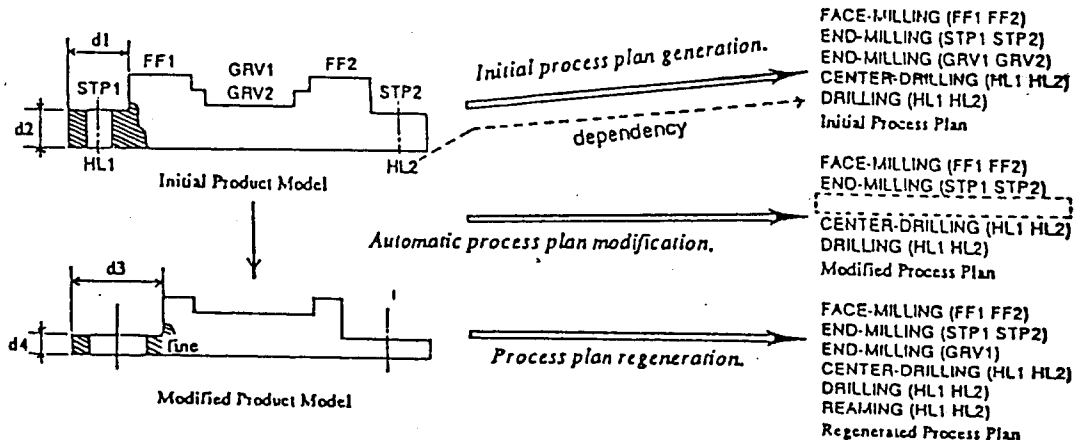 d1
FF1
FF2
GRV1
GRV2
STP1
STP2
d2
HL1
HL2
Initial Product Model
Initial process plan generation.
dependency
FACE-MILLING (FF1 FF2)
END-MILLING (STP1 STP2)
END-MILLING (GRV1 GRV2)
CENTER-DRILLING (HL1 HL2)
DRILLING (HL1 HL2)
Initial Process Plan
Automatic process plan modification.
FACE-MILLING (FF1 FF2)
END-MILLING (STP1 STP2)
CENTER-DRILLING (HL1 HL2)
DRILLING (HL1 HL2)
Modified Process Plan
d3
d4
fine
Modified Product Model
Process plan regeneration.
FACE-MILLING (FF1 FF2)
END-MILLING (STP1 STP2)
END-MILLING (GRV1)
CENTER-DRILLING (HL1 HL2)
DRILLING (HL1 HL2)
REAMING (HL1 HL2)
Regenerated Process Plan